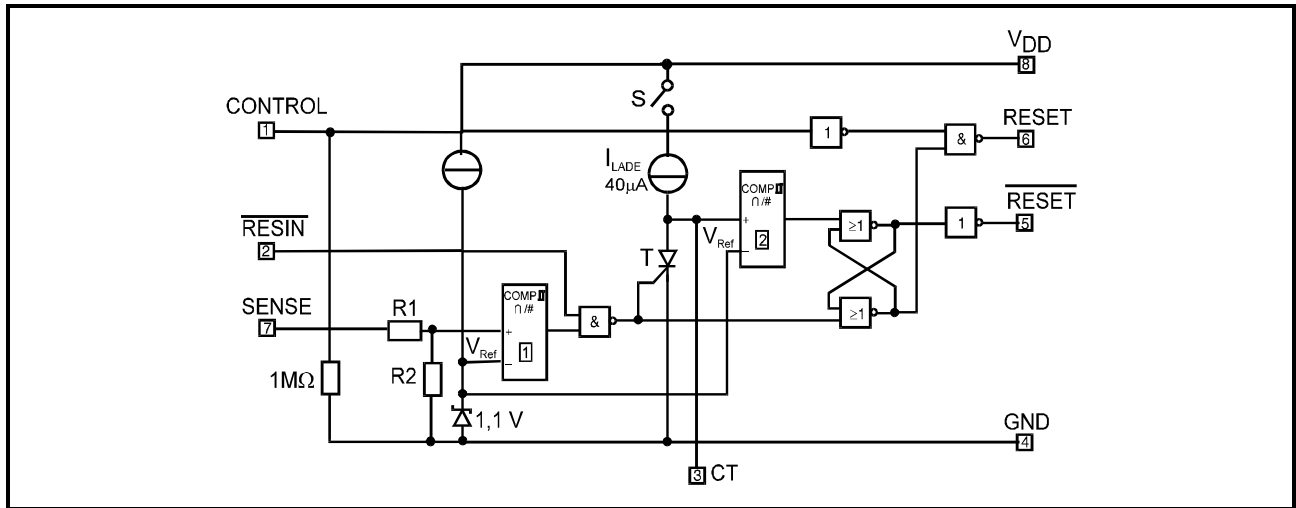 VDD
8
S
CONTROL
1
1
&
RESET
6
ILADE
40µA
COMP
∩/#
+
2
–
VRef
RESIN
2
≥1
1
RESET
5
T
SENSE
7
R1
COMP
∩/#
+
1
–
VRef
&
≥1
1MΩ
R2
1,1 V
GND
4
3
CT